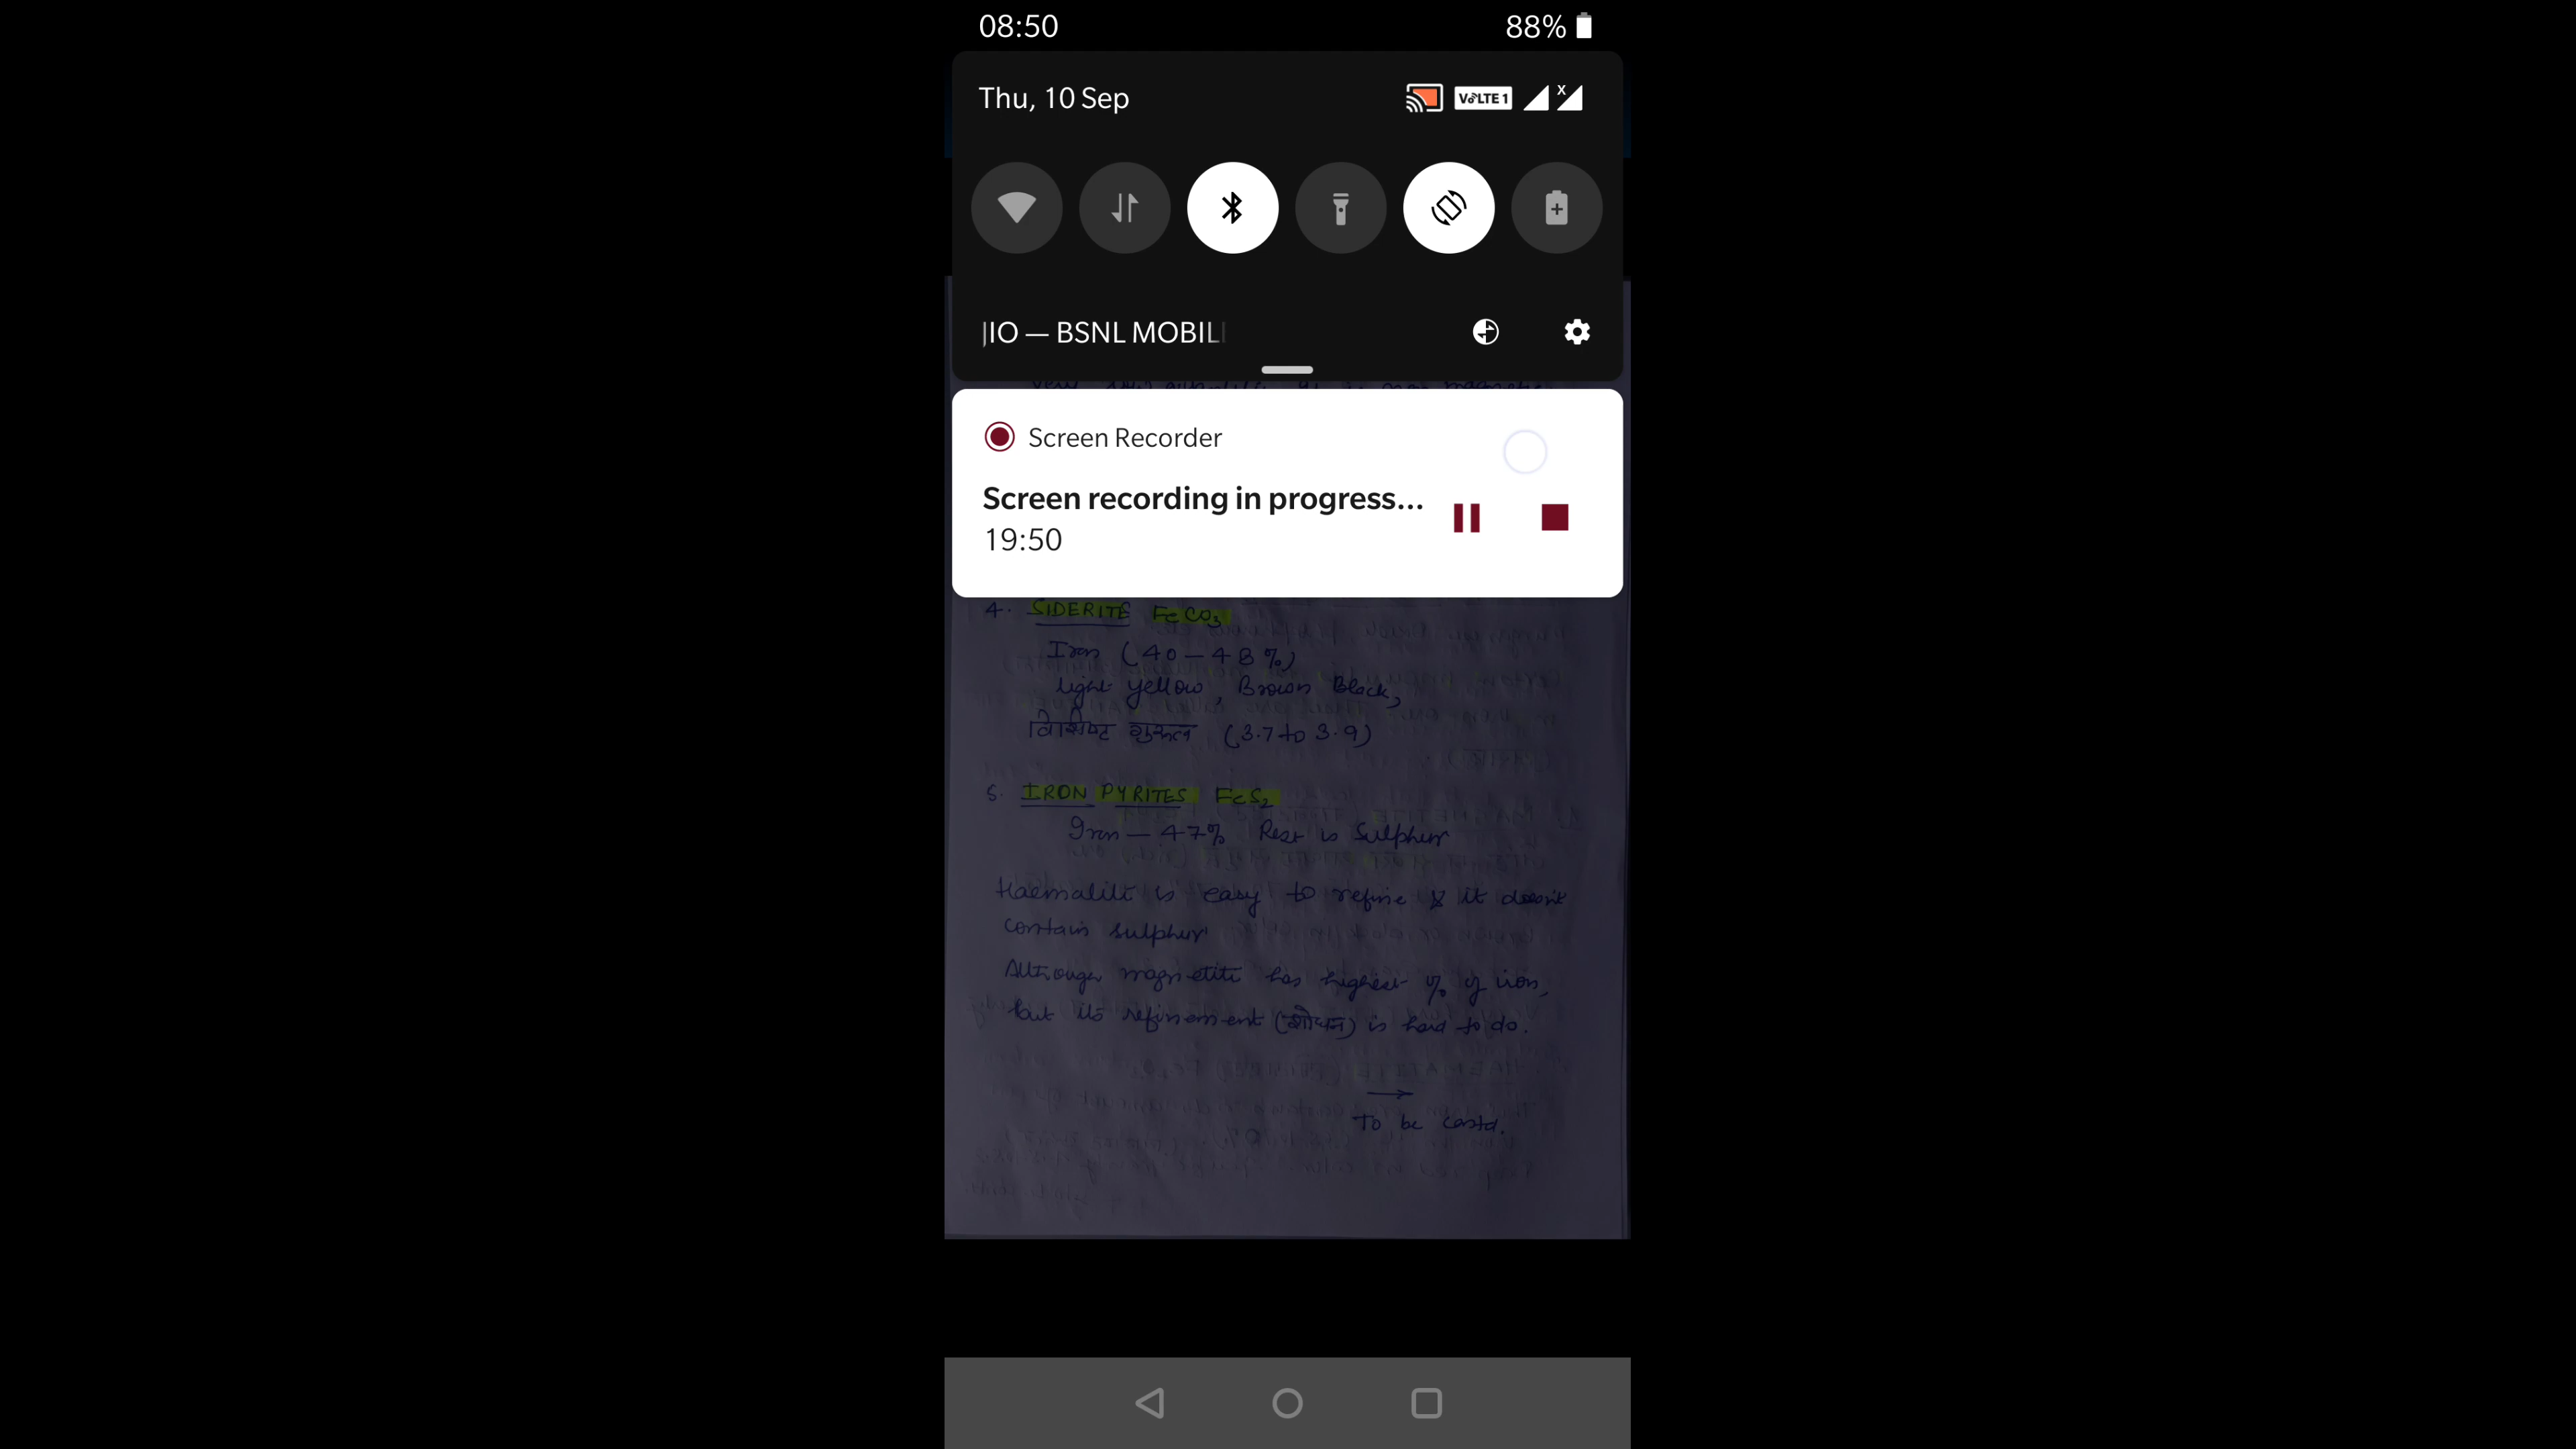 08:50
88%
Thu, 10 Sep
VoLTE 1
X
JIO — BSNL MOBIL
Screen Recorder
Screen recording in progress...
19:50
4. SIDERITE FeCO3
Iron (40-48%)
light yellow, Brown Black,
विशिष्ट गुरुत्व (3.7 to 3.9)
5. IRON PYRITES FeS2
Iron — 47% Rest is Sulphur
Haematite is easy to refine & it doesn't
contain sulphur
Although magnetite has highest % of iron,
but its refinement (शोधन) is hard to do.
To be contd.